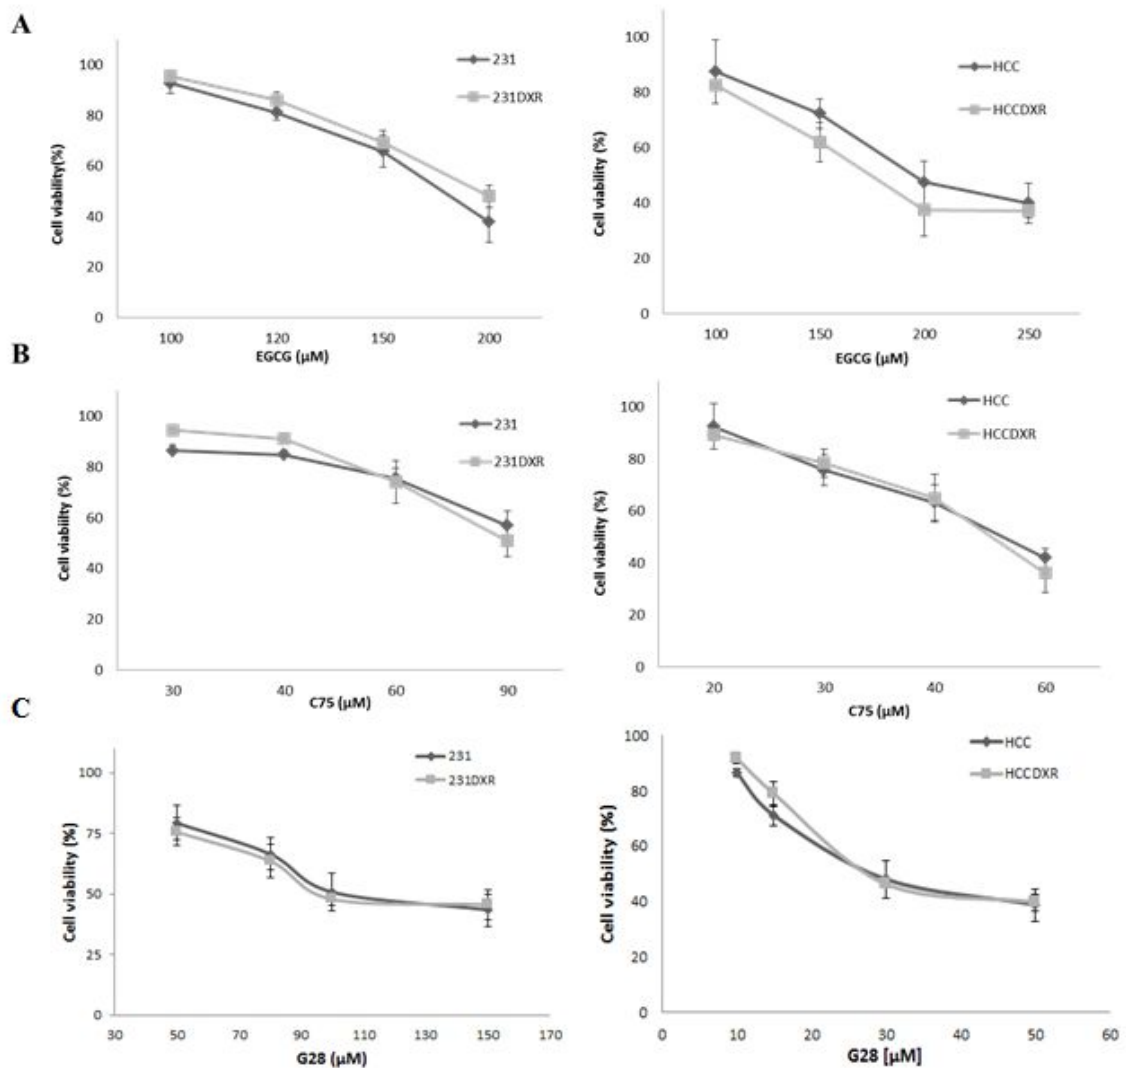 A
100
80
60
40
20
0
Cell viability(%)
231
231DXR
100 120 150 200
EGCG (μM)
100
80
60
40
20
0
Cell viability (%)
HCC
HCCDXR
100 150 200 250
EGCG (μM)
B
100
80
60
40
20
0
Cell viability (%)
231
231DXR
30 40 60 90
C75 (μM)
100
80
60
40
20
0
Cell viability (%)
HCC
HCCDXR
20 30 40 60
C75 (μM)
C
100
75
50
25
0
Cell viability (%)
231
231DXR
30 50 70 90 110 130 150 170
G28 (μM)
100
80
60
40
20
0
Cell viability (%)
HCC
HCCDXR
0 10 20 30 40 50 60
G28 [μM]